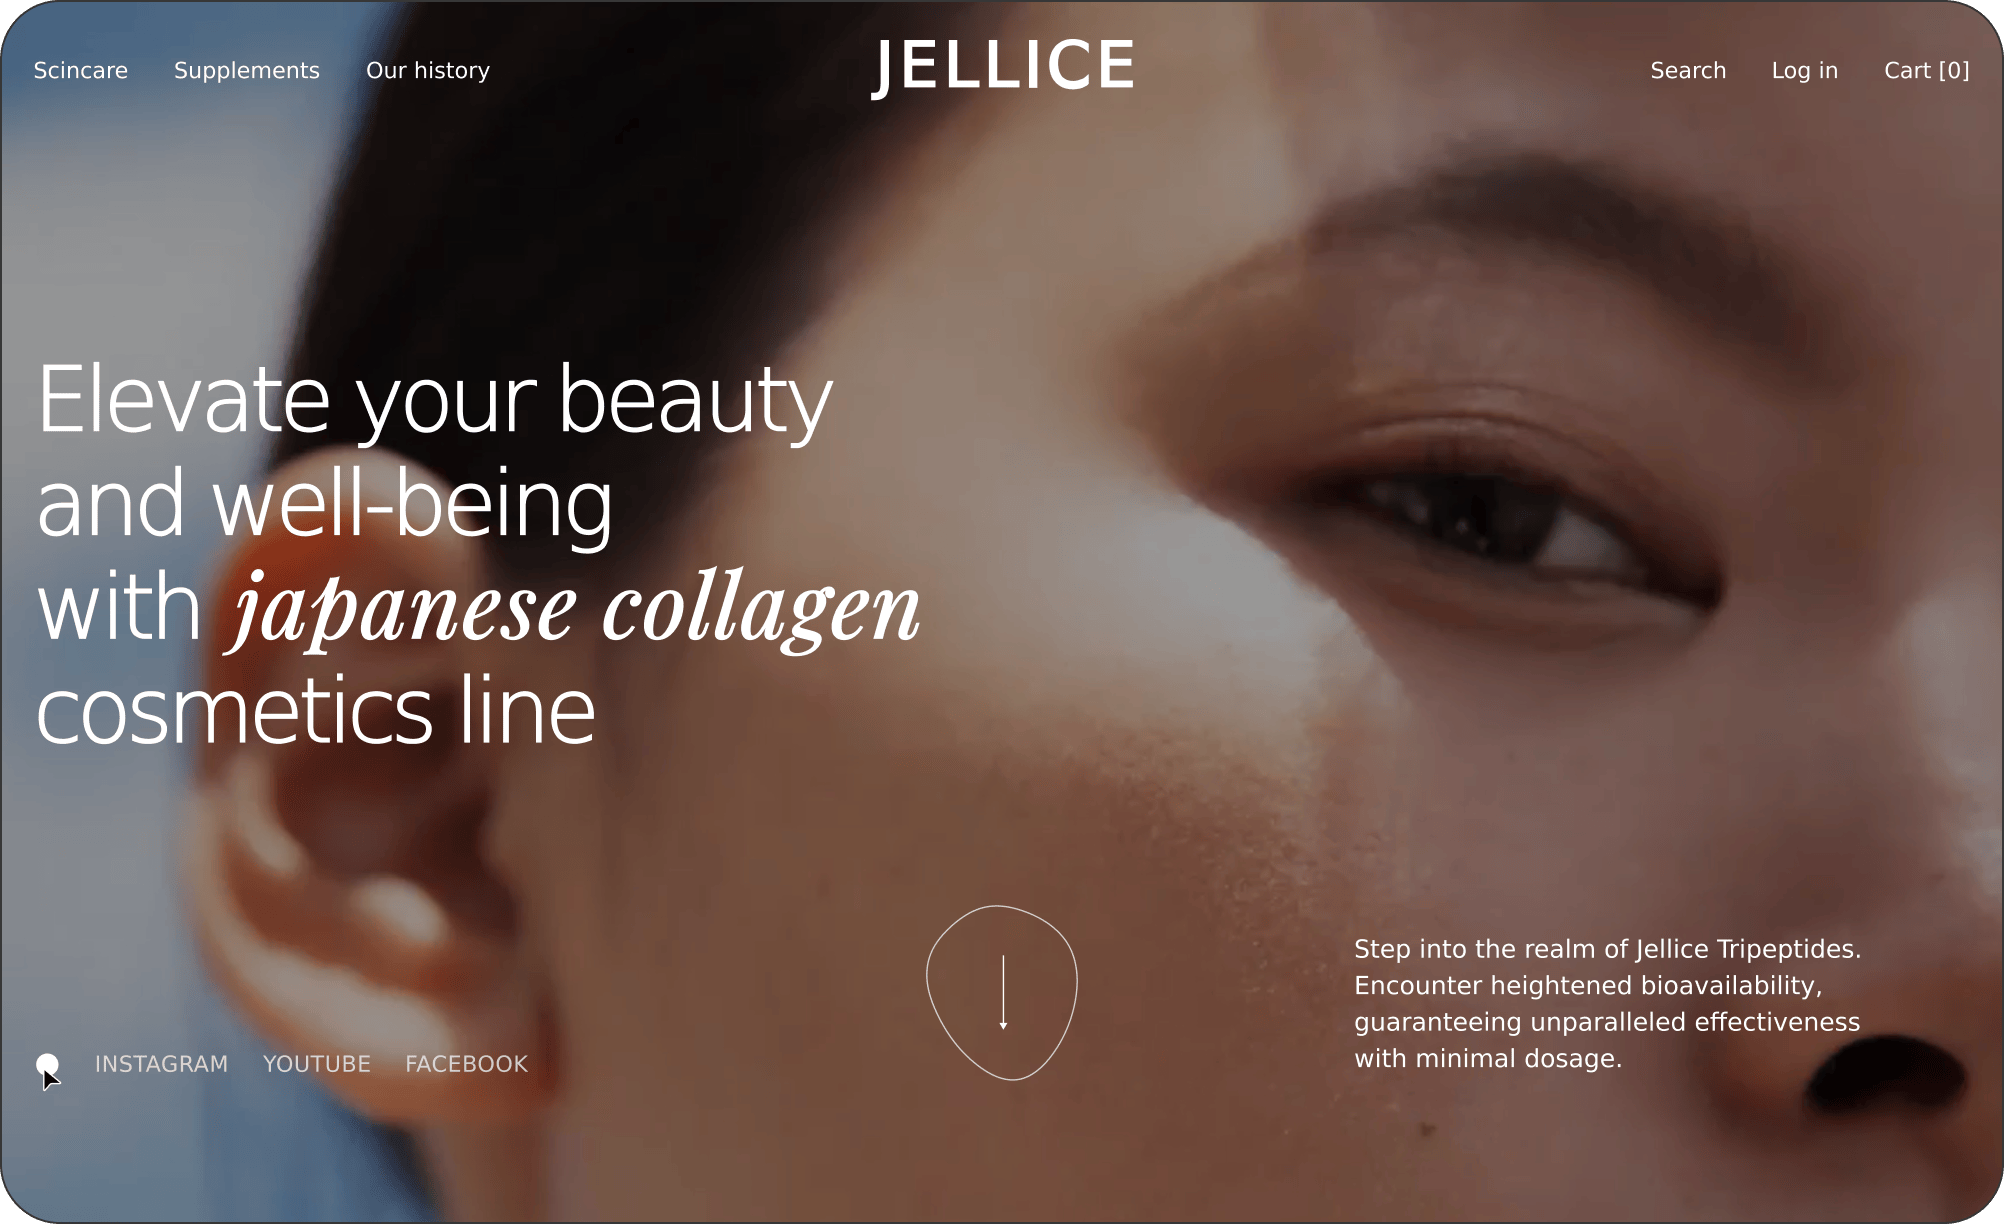 Scincare Supplements Our history JELLICE Search Log in Cart [0]
Elevate your beauty
and well-being
with japanese collagen
cosmetics line
Step into the realm of Jellice Tripeptides.
Encounter heightened bioavailability,
guaranteeing unparalleled effectiveness
with minimal dosage.
INSTAGRAM YOUTUBE FACEBOOK